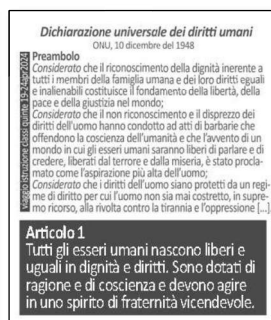 Dichiarazione universale dei diritti umani
ONU, 10 dicembre del 1948
viaggio istruzione classi quinte 19-24apr2024
Preambolo
Considerato che il riconoscimento della dignità inerente a
tutti i membri della famiglia umana e dei loro diritti eguali
e inalienabili costituisce il fondamento della libertà, della
pace e della giustizia nel mondo;
Considerato che il non riconoscimento e il disprezzo dei
diritti dell'uomo hanno condotto ad atti di barbarie che
offendono la coscienza dell'umanità e che l'avvento di un
mondo in cui gli esseri umani saranno liberi di parlare e di
credere, liberati dal terrore e dalla miseria, è stato procla-
mato come l'aspirazione più alta dell'uomo;
Considerato che i diritti dell'uomo siano protetti da un regi-
me di diritto per cui l'uomo non sia mai costretto, in supre-
mo ricorso, alla rivolta contro la tirannia e l'oppressione [...]
Articolo 1
Tutti gli esseri umani nascono liberi e
uguali in dignità e diritti. Sono dotati di
ragione e di coscienza e devono agire
in uno spirito di fraternità vicendevole.